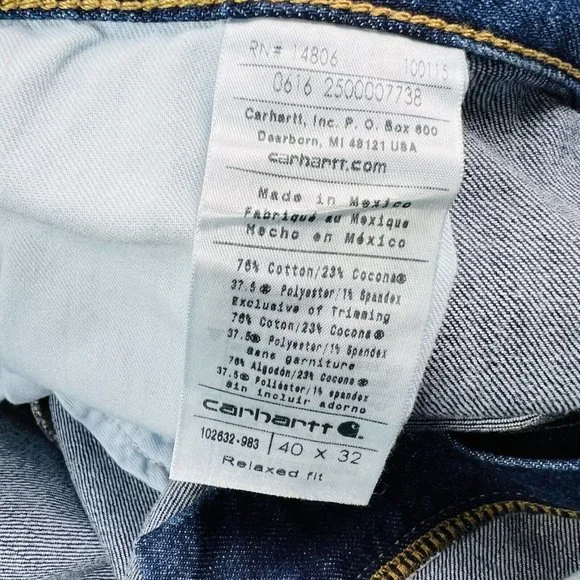 RN# 14806 100115
0616 2500007738
Carhartt, Inc. P. O. Box 600
Dearborn, MI 48121 USA
carhartt.com
Made in Mexico
Fabriqué au Mexique
Hecho en México
76% Cotton/23% Cocona®
37.5® Polyester/1% Spandex
Exclusive of Trimming
76% Coton/23% Cocona®
37.5® Polyester/1% Spandex
Sans garniture
76% Algodón/23% Cocona®
37.5® Poliéster/1% Spandex
Sin incluir adorno
carhartt
102632-983 40 x 32
Relaxed fit